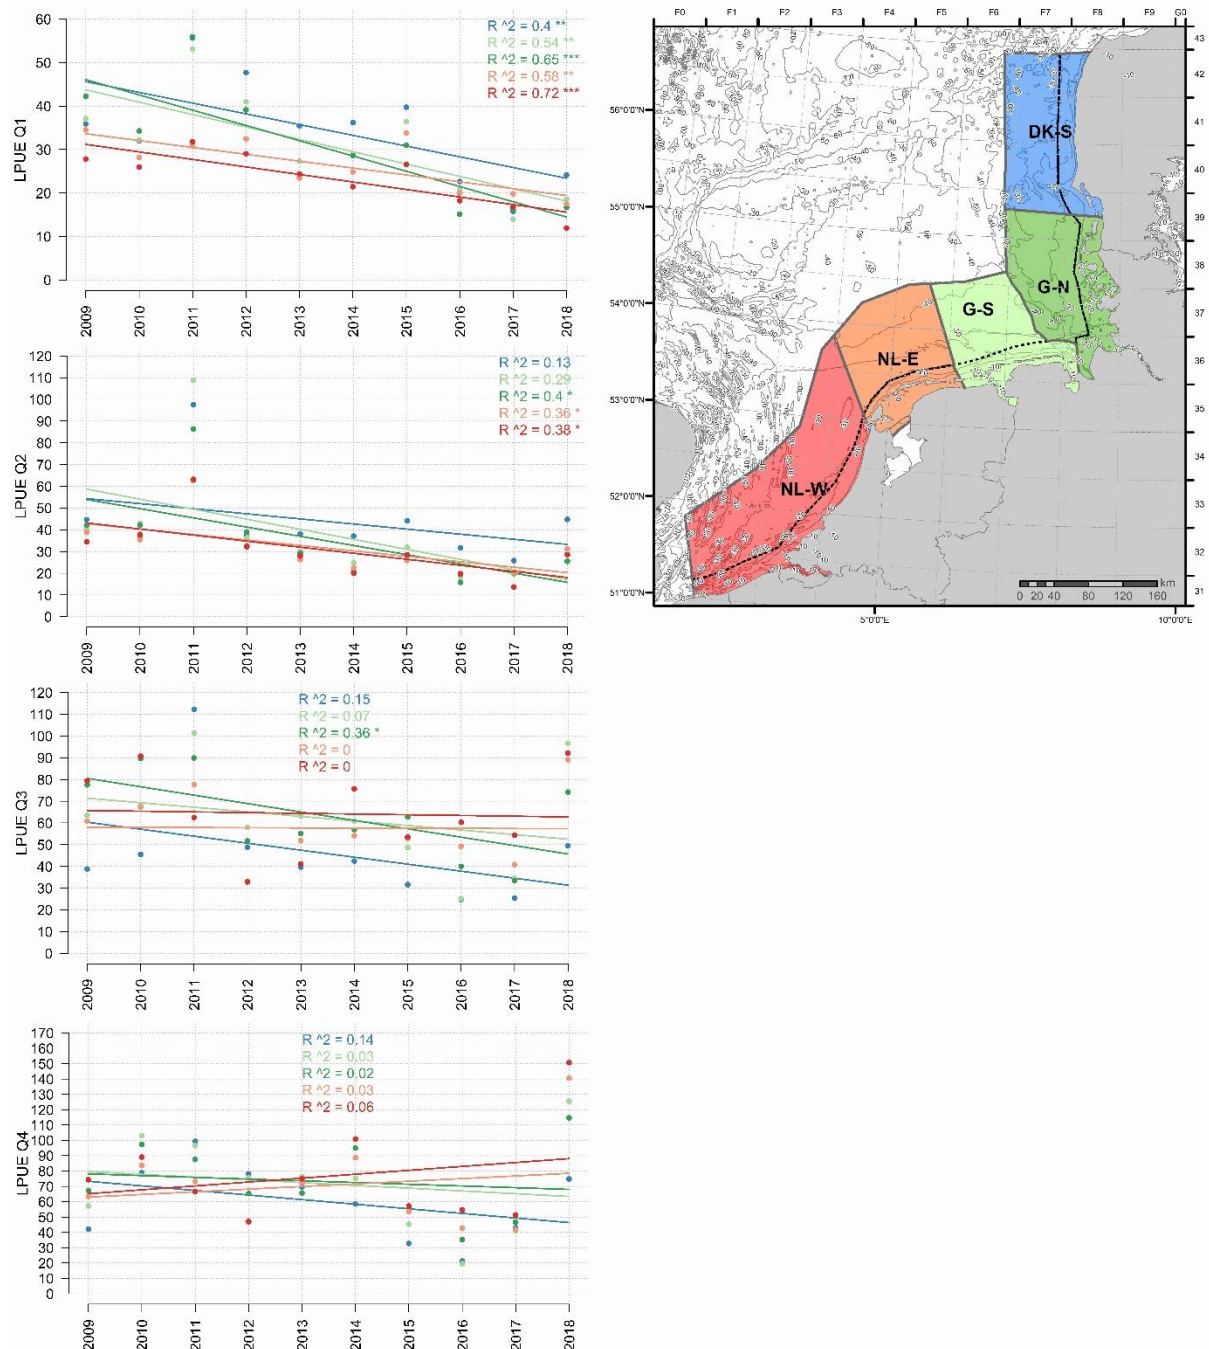 LPUE Q1
60
50
40
30
20
10
0
R ^2 = 0.4 **
R ^2 = 0.54 **
R ^2 = 0.65 ***
R ^2 = 0.58 **
R ^2 = 0.72 ***
2009 2010 2011 2012 2013 2014 2015 2016 2017 2018
LPUE Q2
120
110
100
90
80
70
60
50
40
30
20
10
0
R ^2 = 0.13
R ^2 = 0.29
R ^2 = 0.4 *
R ^2 = 0.36 *
R ^2 = 0.38 *
2009 2010 2011 2012 2013 2014 2015 2016 2017 2018
LPUE Q3
120
110
100
90
80
70
60
50
40
30
20
10
0
R ^2 = 0.15
R ^2 = 0.07
R ^2 = 0.36 *
R ^2 = 0
R ^2 = 0
2009 2010 2011 2012 2013 2014 2015 2016 2017 2018
LPUE Q4
170
160
150
140
130
120
110
100
90
80
70
60
50
40
30
20
10
0
R ^2 = 0.14
R ^2 = 0.03
R ^2 = 0.02
R ^2 = 0.03
R ^2 = 0.06
2009 2010 2011 2012 2013 2014 2015 2016 2017 2018
F0 F1 F2 F3 F4 F5 F6 F7 F8 F9 G0
43
42
41
40
39
38
37
36
35
34
33
32
31
56°0'0"N
55°0'0"N
54°0'0"N
53°0'0"N
52°0'0"N
51°0'0"N
DK-S
G-N
G-S
NL-E
NL-W
km
0 20 40 80 120 160
5°0'0"E 10°0'0"E